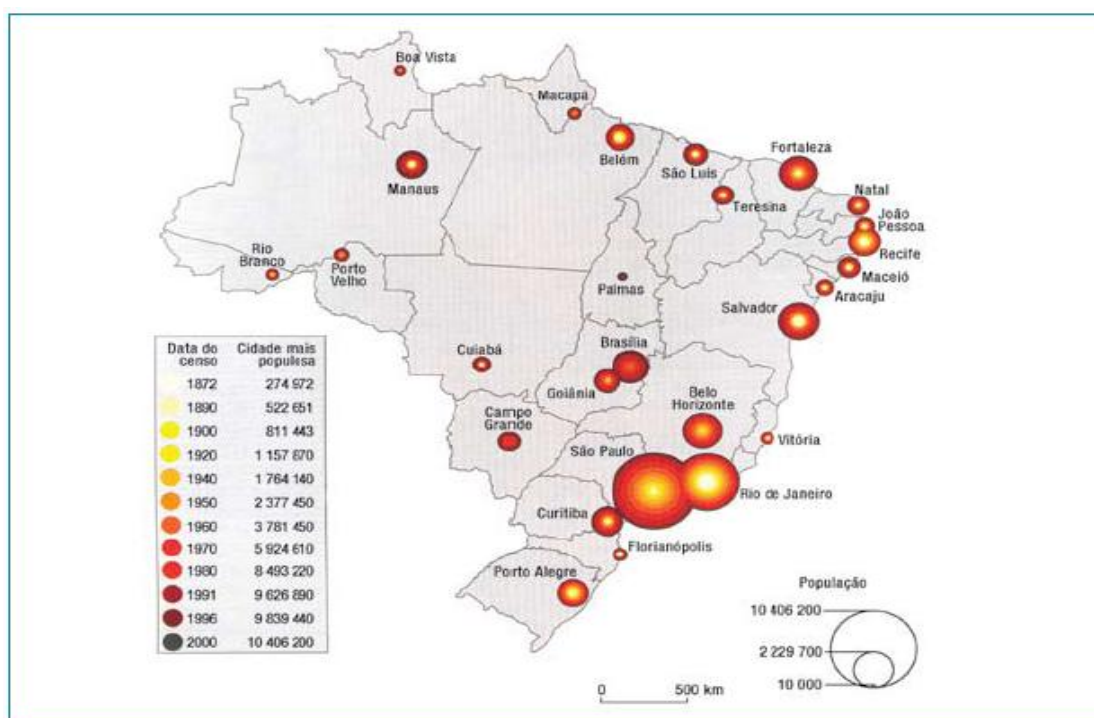 Boa Vista
Macapá
Belém
São Luis
Fortaleza
Manaus
Teresina
Natal
João
Pessoa
Recife
Rio
Branco
Porto
Velho
Palmas
Maceió
Aracaju
Salvador
Cuiabá
Brasília
Goiânia
Belo
Horizonte
Campo
Grande
Vitória
São Paulo
Rio de Janeiro
Curitiba
Florianópolis
Porto Alegre
Data do censo Cidade mais populosa
1872 274 972
1890 522 651
1900 811 443
1920 1 157 870
1940 1 764 140
1950 2 377 450
1960 3 781 450
1970 5 924 610
1980 8 493 220
1991 9 626 890
1996 9 839 440
2000 10 406 200
População
10 406 200
2 229 700
10 000
0 500 km